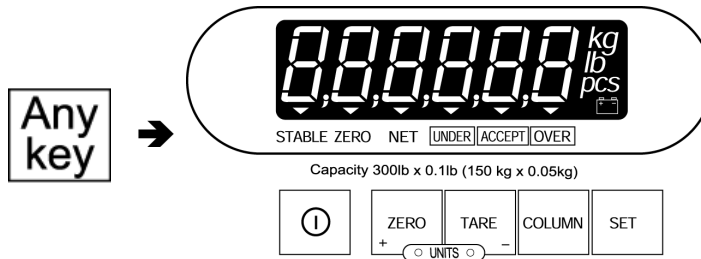 Any
key
888888
kg
lb
pcs
STABLE ZERO NET UNDER ACCEPT OVER
Capacity 300lb x 0.1lb (150 kg x 0.05kg)
ZERO TARE COLUMN SET
+ UNITS −